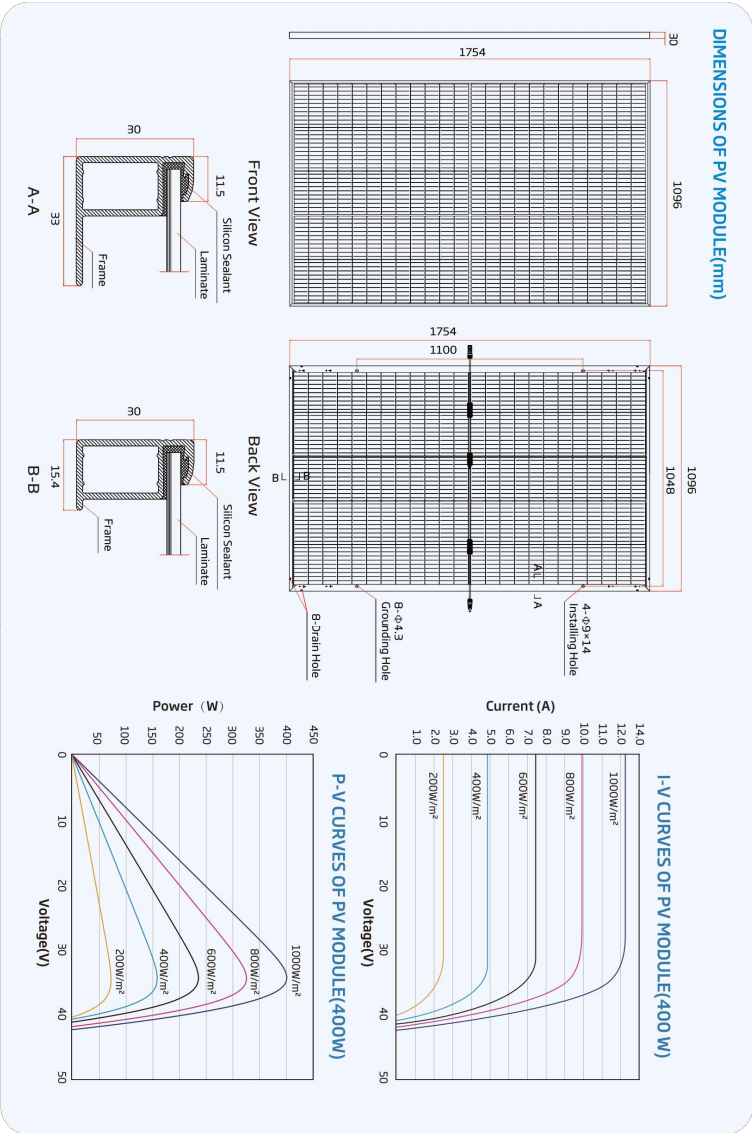 DIMENSIONS OF PV MODULE(mm)
30
1754
1096
1754
1100
1096
1048
B
B
A
A
4-Φ9×14
Installing Hole
8-Φ4.3
Grounding Hole
8-Drain Hole
Front View
Back View
30
11.5
Silicon Sealant
Laminate
Frame
33
A-A
30
11.5
Silicon Sealant
Laminate
Frame
15.4
B-B
I-V CURVES OF PV MODULE(400 W)
Current (A)
14.0
12.0
11.0
10.0
9.0
8.0
7.0
6.0
5.0
4.0
3.0
2.0
1.0
1000W/m²
800W/m²
600W/m²
400W/m²
200W/m²
0
10
20
30
40
50
Voltage(V)
P-V CURVES OF PV MODULE(400W)
Power（W）
450
400
350
300
250
200
150
100
50
1000W/m²
800W/m²
600W/m²
400W/m²
200W/m²
0
10
20
30
40
50
Voltage(V)